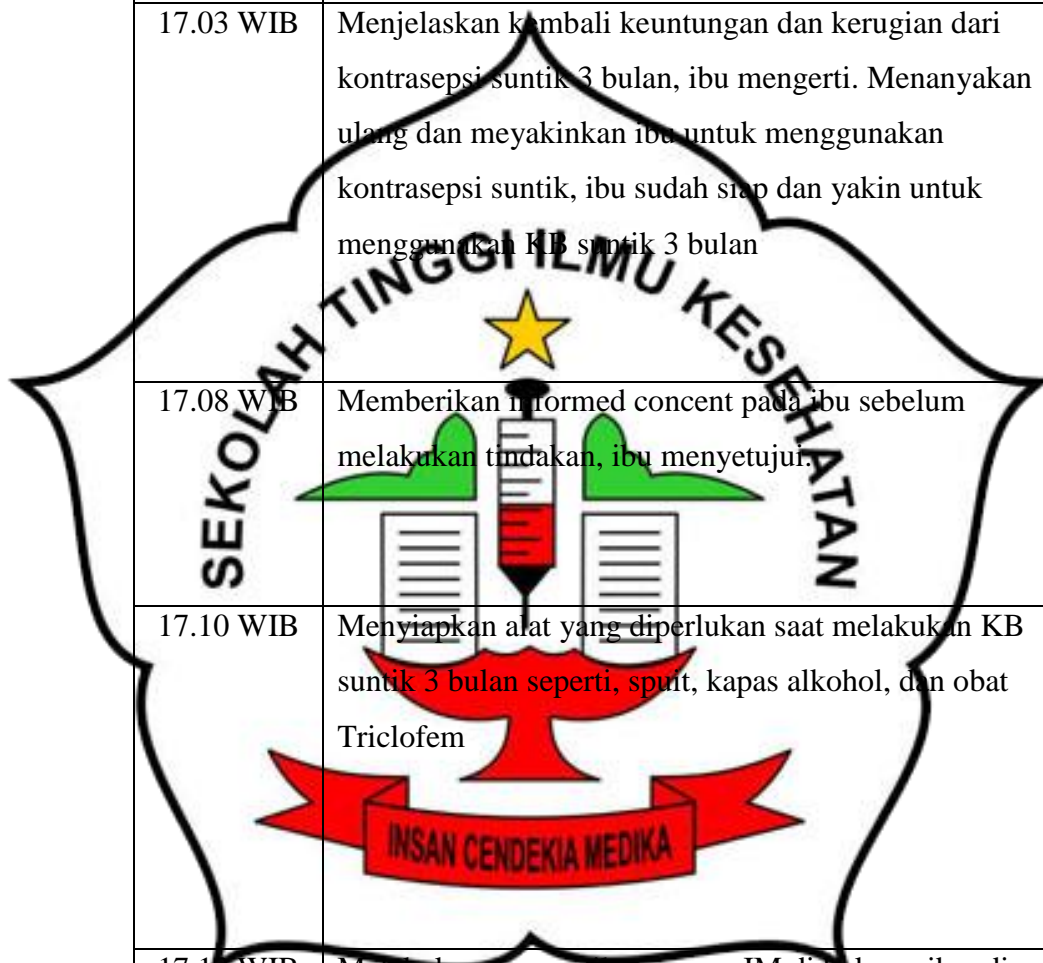 17.03 WIB Menjelaskan kembali keuntungan dan kerugian dari
kontrasepsi suntik 3 bulan, ibu mengerti. Menanyakan
ulang dan meyakinkan ibu untuk menggunakan
kontrasepsi suntik, ibu sudah siap dan yakin untuk
menggunakan KB suntik 3 bulan
SEKOLAH TINGGI ILMU KESEHATAN
17.08 WIB Memberikan informed concent pada ibu sebelum
melakukan tindakan, ibu menyetujui.
17.10 WIB Menyiapkan alat yang diperlukan saat melakukan KB
suntik 3 bulan seperti, spuit, kapas alkohol, dan obat
Triclofem
INSAN CENDEKIA MEDIKA
WIB IM